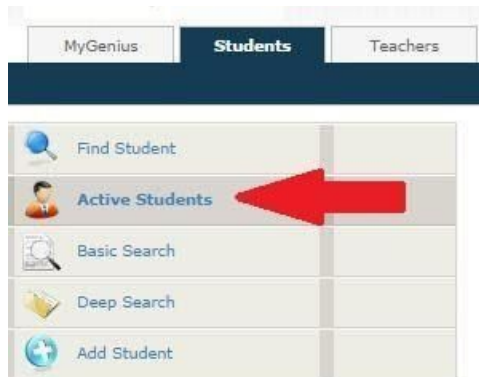 MyGenius Students Teachers
Find Student
Active Students
Basic Search
Deep Search
Add Student